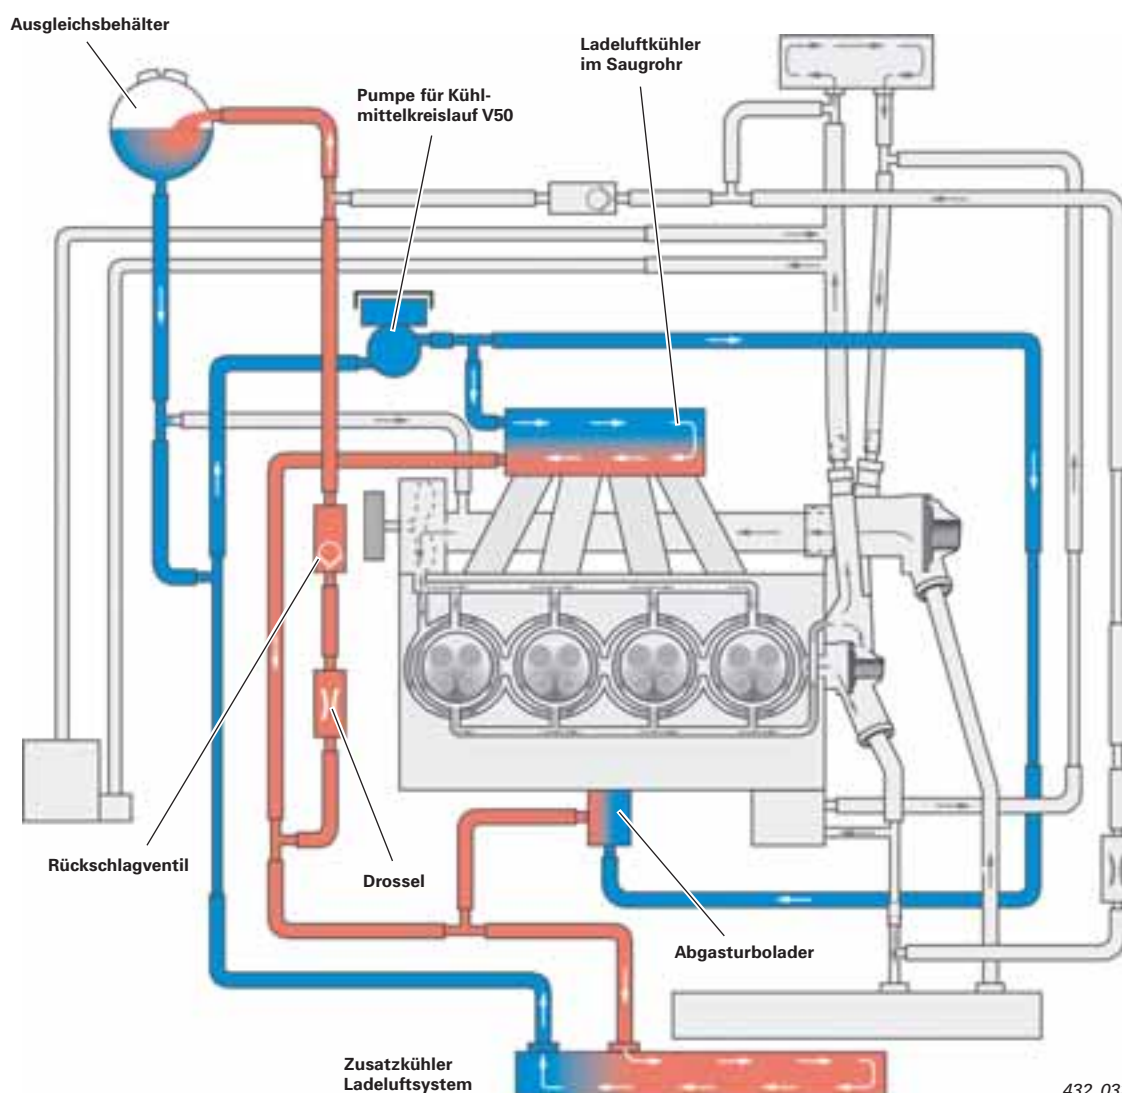 Ausgleichsbehälter
Ladeluftkühler
im Saugrohr
Pumpe für Kühl-
mittelkreislauf V50
Rückschlagventil
Drossel
Abgasturbolader
Zusatzkühler
Ladeluftsystem
432_03